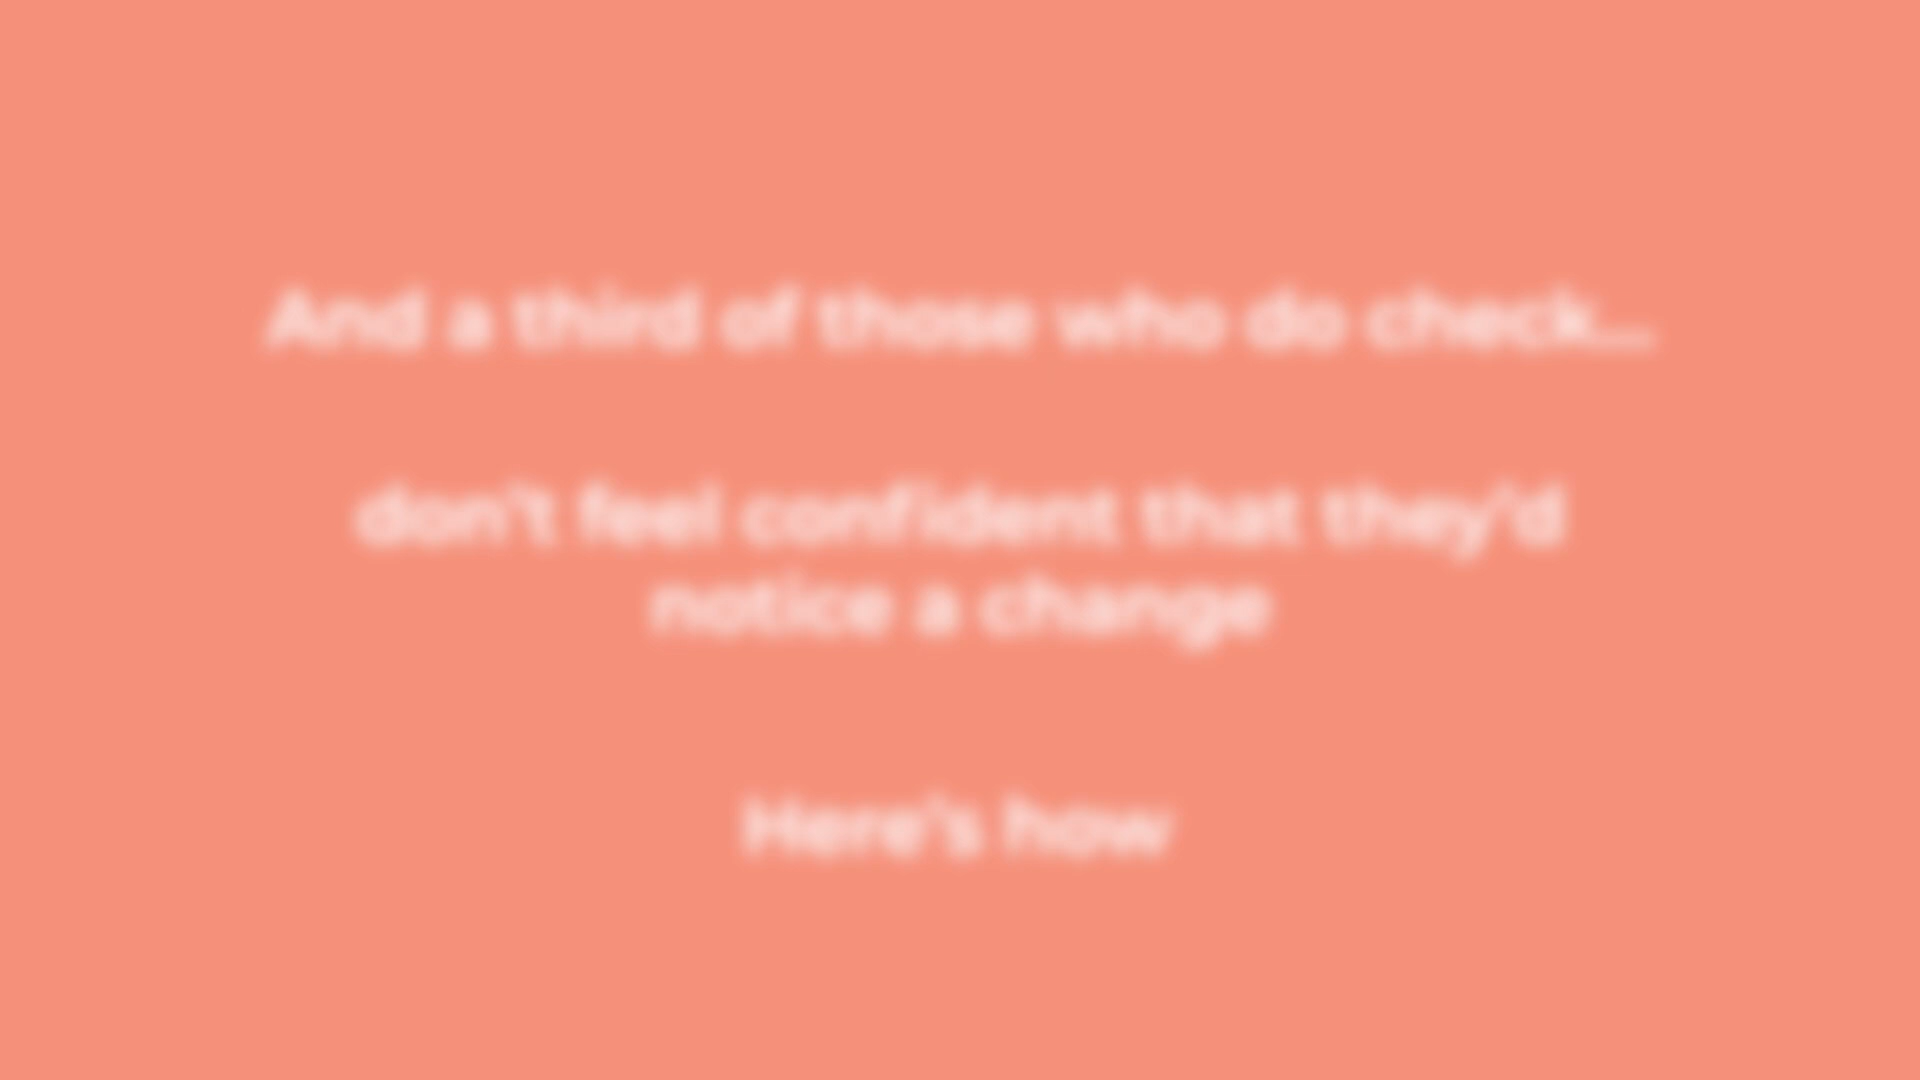 And a third of those who do check...
don't feel confident that they'd
notice a change
Here's how